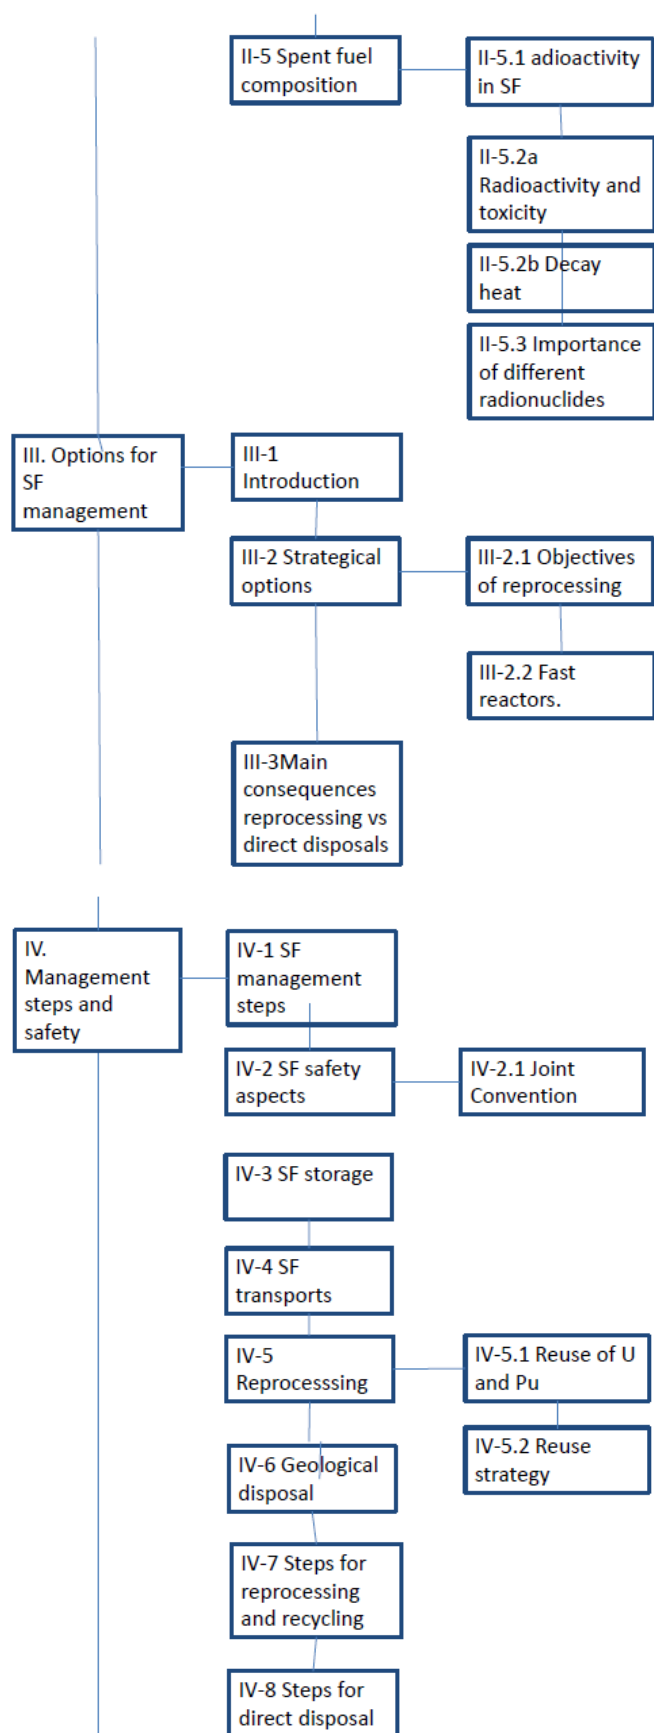 II-5 Spent fuel
composition
II-5.1 adioactivity
in SF
II-5.2a
Radioactivity and
toxicity
II-5.2b Decay
heat
II-5.3 Importance
of different
radionuclides
III. Options for
SF
management
III-1
Introduction
III-2 Strategical
options
III-2.1 Objectives
of reprocessing
III-2.2 Fast
reactors.
III-3Main
consequences
reprocessing vs
direct disposals
IV.
Management
steps and
safety
IV-1 SF
management
steps
IV-2 SF safety
aspects
IV-2.1 Joint
Convention
IV-3 SF storage
IV-4 SF
transports
IV-5
Reprocesssing
IV-5.1 Reuse of U
and Pu
IV-5.2 Reuse
strategy
IV-6 Geological
disposal
IV-7 Steps for
reprocessing
and recycling
IV-8 Steps for
direct disposal